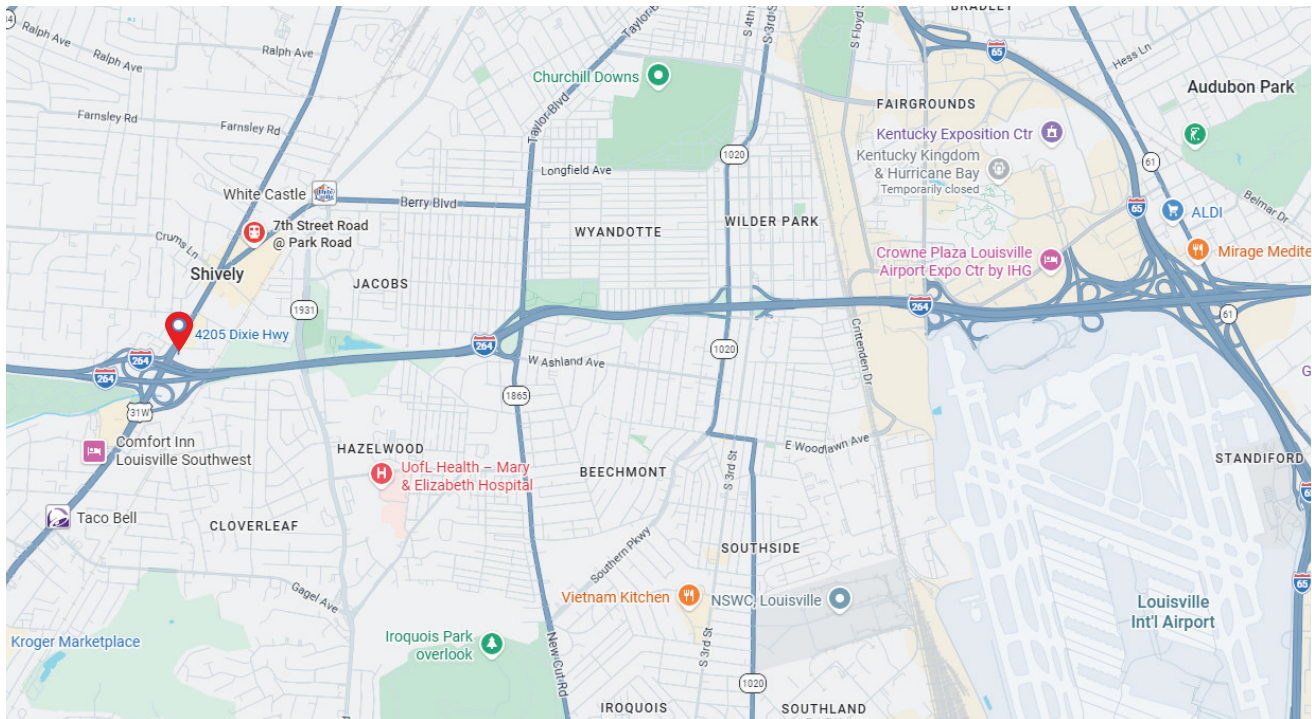 04
Ralph Ave
Ralph Ave
Ralph Ave
Taylor Blvd
S 4th S
S 3rd S
S Floyd S
BRADLEY
65
Hess Ln
Churchill Downs
Audubon Park
FAIRGROUNDS
Farnsley Rd
Farnsley Rd
Taylor Blvd
Kentucky Exposition Ctr
1020
Kentucky Kingdom
& Hurricane Bay
Temporarily closed
61
Longfield Ave
White Castle
Berry Blvd
65
Belmar Dr
ALDI
7th Street Road
@ Park Road
WYANDOTTE
WILDER PARK
Crums Ln
Crowne Plaza Louisville
Airport Expo Ctr by IHG
Mirage Medite
Shively
JACOBS
1931
264
61
4205 Dixie Hwy
Crittenden Dr
264
264
264
W Ashland Ave
1020
G
1865
31W
Comfort Inn
Louisville Southwest
HAZELWOOD
E Woodlawn Ave
STANDIFORD
UofL Health – Mary
& Elizabeth Hospital
BEECHMONT
S 3rd St
65
Taco Bell
CLOVERLEAF
SOUTHSIDE
Southern Pkwy
Gagel Ave
65
Vietnam Kitchen
NSWC, Louisville
Louisville
Int'l Airport
Kroger Marketplace
Iroquois Park
overlook
New Cut Rd
S 3rd St
1020
IROQUOIS
SOUTHLAND